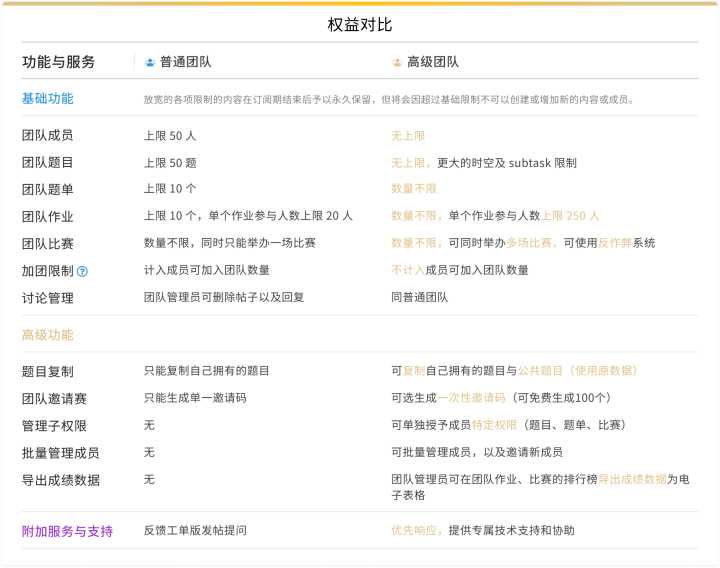 权益对比
功能与服务 普通团队 高级团队
基础功能 放宽的各项限制的内容在订阅期结束后予以永久保留，但将会因超过基础限制不可以创建或增加新的内容或成员。
团队成员 上限 50 人 无上限
团队题目 上限 50 题 无上限，更大的时空及 subtask 限制
团队题单 上限 10 个 数量不限
团队作业 上限 10 个，单个作业参与人数上限 20 人 数量不限，单个作业参与人数上限 250 人
团队比赛 数量不限，同时只能举办一场比赛 数量不限，可同时举办多场比赛，可使用反作弊系统
加团限制? 计入成员可加入团队数量 不计入成员可加入团队数量
讨论管理 团队管理员可删除帖子以及回复 同普通团队
高级功能
题目复制 只能复制自己拥有的题目 可复制自己拥有的题目与公共题目（使用原数据）
团队邀请赛 只能生成单一邀请码 可选生成一次性邀请码（可免费生成100个）
管理子权限 无 可单独授予成员特定权限（题目、题单、比赛）
批量管理成员 无 可批量管理成员，以及邀请新成员
导出成绩数据 无 团队管理员可在团队作业、比赛的排行榜导出成绩数据为电
子表格
附加服务与支持 反馈工单版发帖提问 优先响应，提供专属技术支持和协助